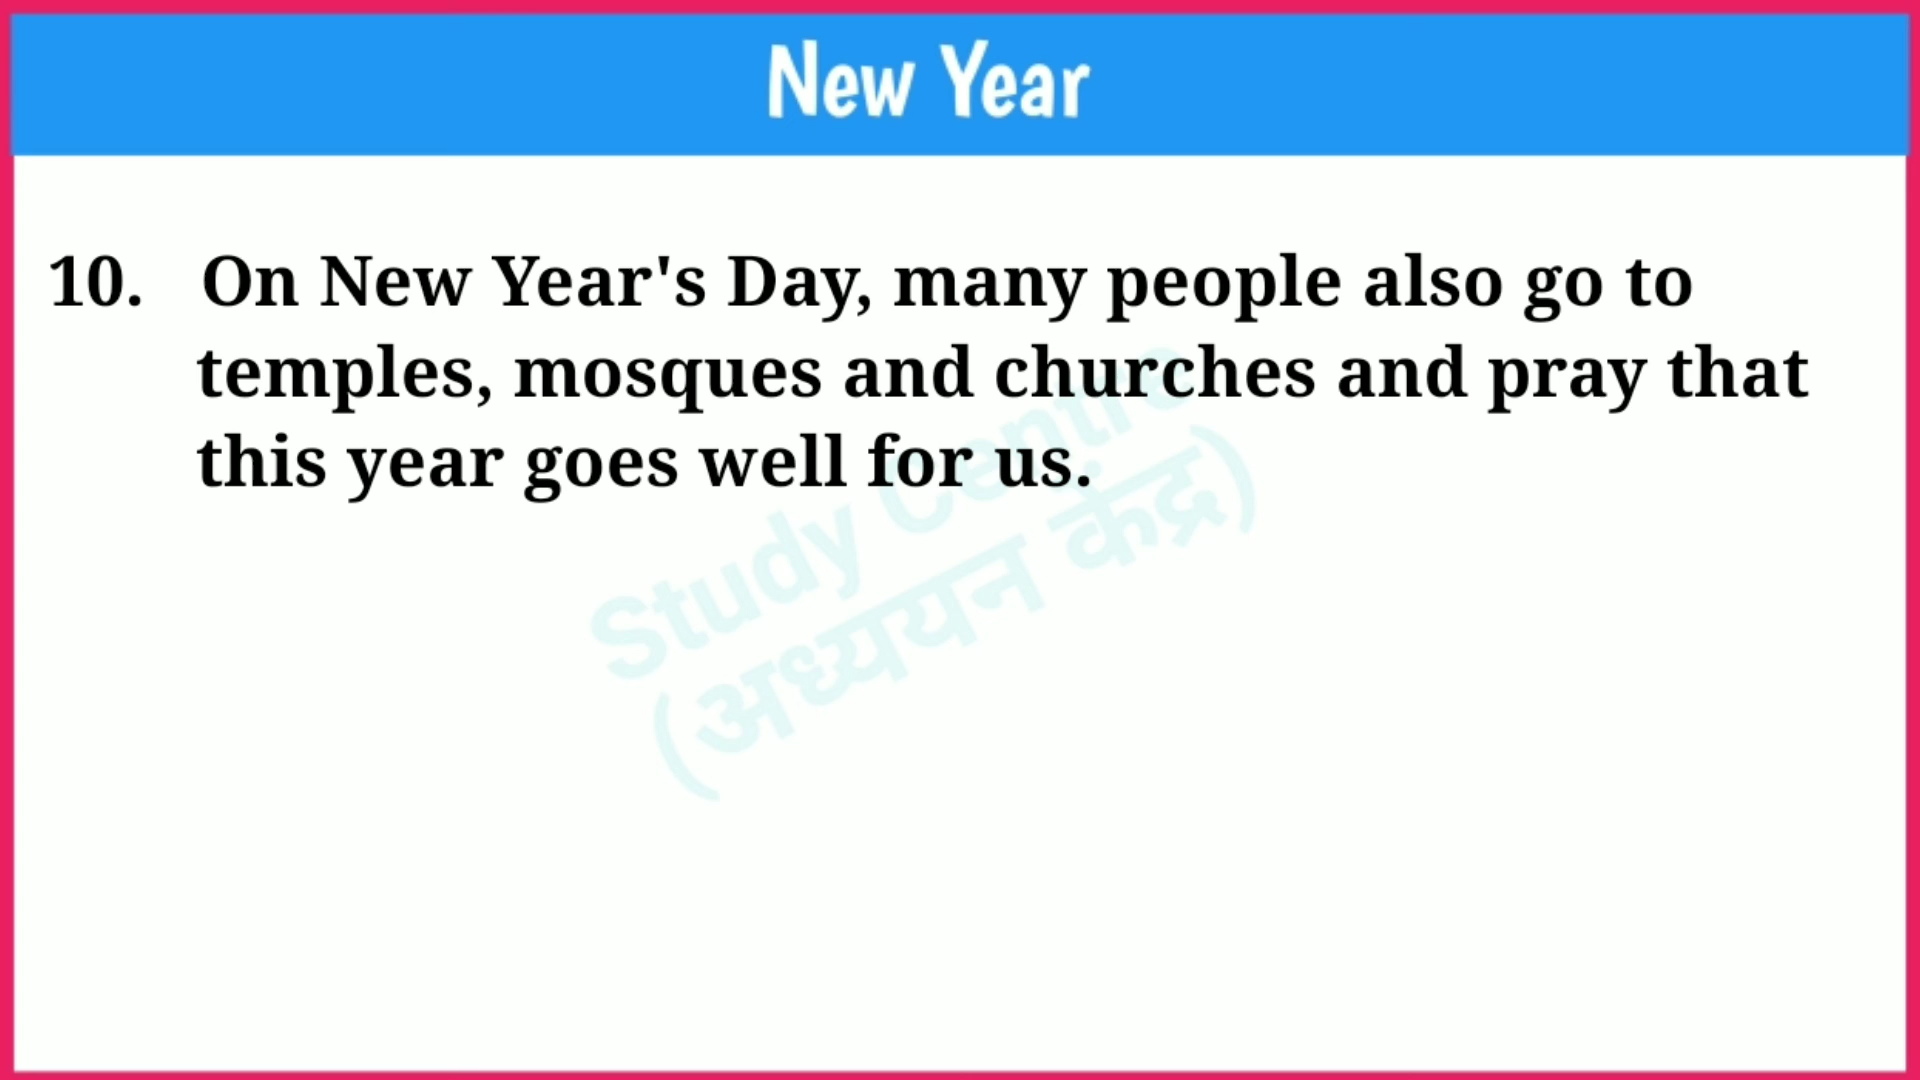 New Year
10. On New Year's Day, many people also go to
temples, mosques and churches and pray that
this year goes well for us.
Study Centre
(अध्ययन केंद्र)